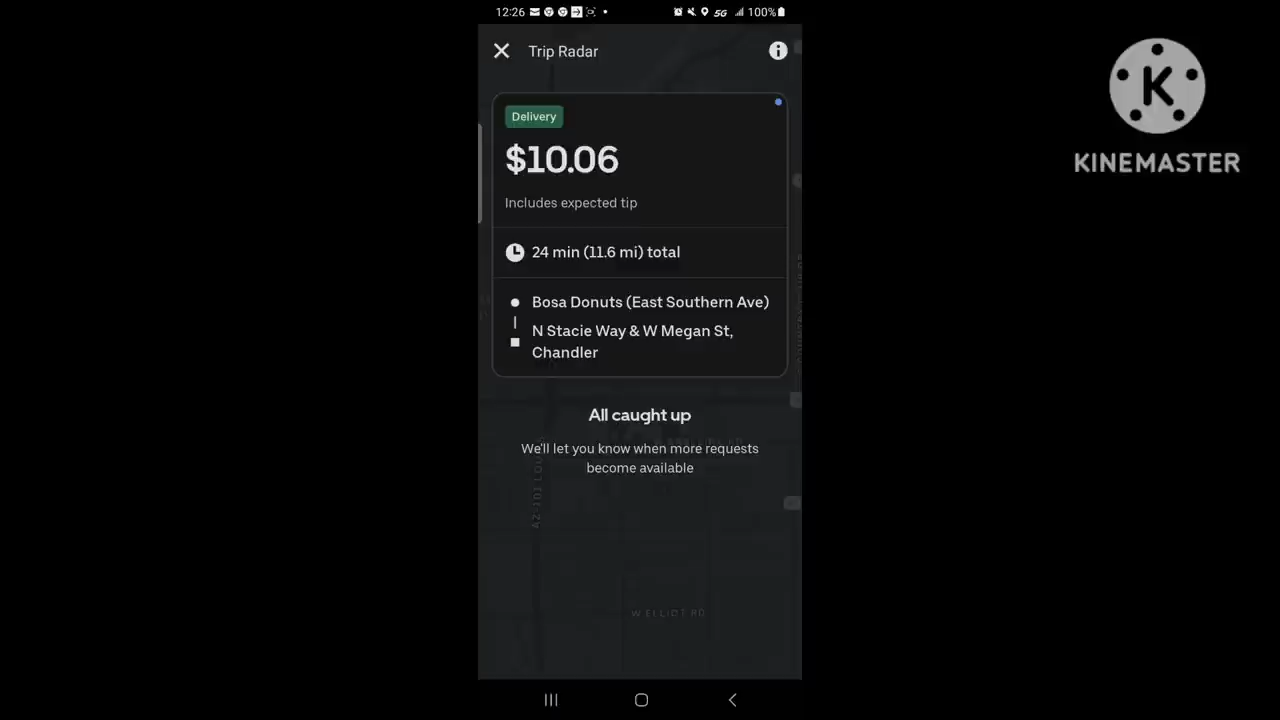 12:26
5G
100%
Trip Radar
Delivery
$10.06
Includes expected tip
24 min (11.6 mi) total
Bosa Donuts (East Southern Ave)
N Stacie Way & W Megan St,
Chandler
All caught up
We'll let you know when more requests
become available
W ELLIOT RD
K
KINEMASTER